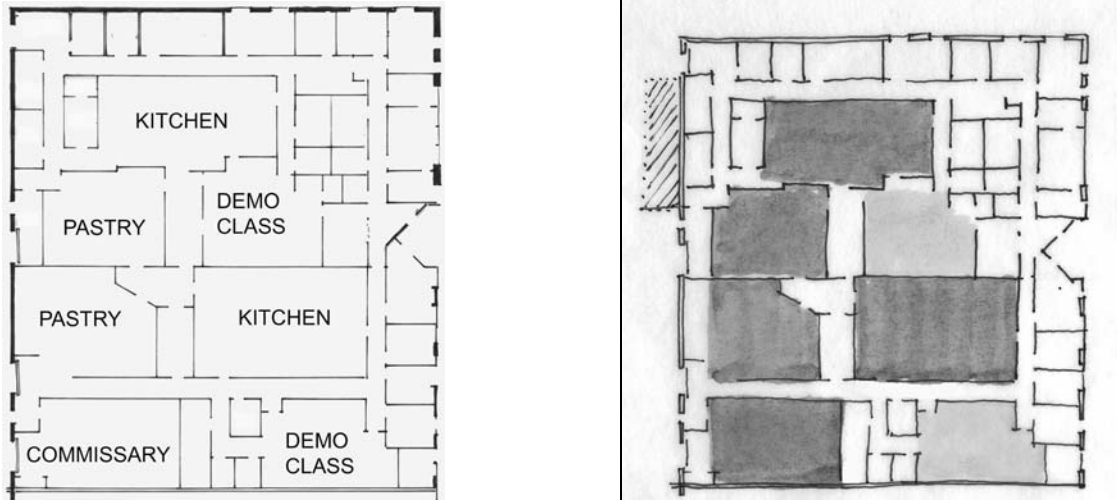 KITCHEN
DEMO
CLASS
PASTRY
PASTRY
KITCHEN
COMMISSARY
DEMO
CLASS